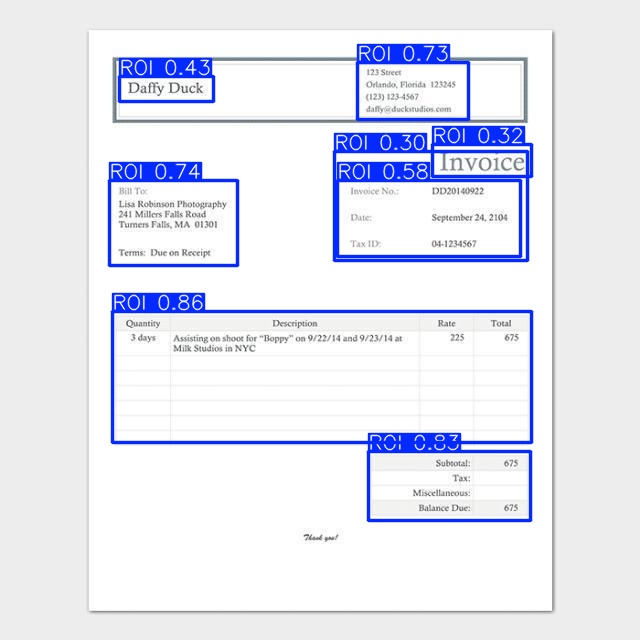 ROI 0.43
Daffy Duck
ROI 0.73
123 Street
Orlando, Florida 123245
(123) 123-4567
daffy@duckstudios.com
ROI 0.30
ROI 0.32
Invoice
ROI 0.74
Bill To:
Lisa Robinson Photography
241 Millers Falls Road
Turners Falls, MA 01301
Terms: Due on Receipt
ROI 0.58
Invoice No.: DD20140922
Date: September 24, 2104
Tax ID: 04-1234567
ROI 0.86
Quantity Description Rate Total
3 days Assisting on shoot for “Boppy” on 9/22/14 and 9/23/14 at 225 675
Milk Studios in NYC
ROI 0.83
Subtotal: 675
Tax:
Miscellaneous:
Balance Due: 675
Thank you!